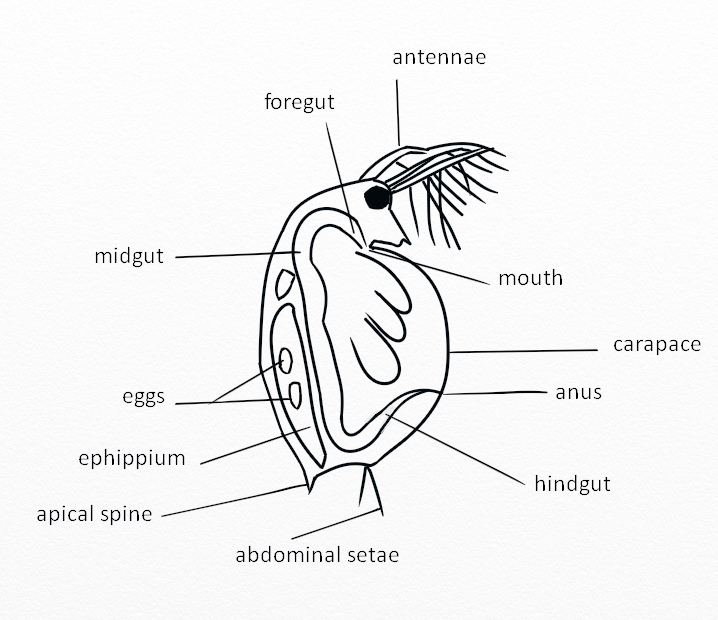 antennae
foregut
midgut
mouth
carapace
eggs
anus
ephippium
hindgut
apical spine
abdominal setae